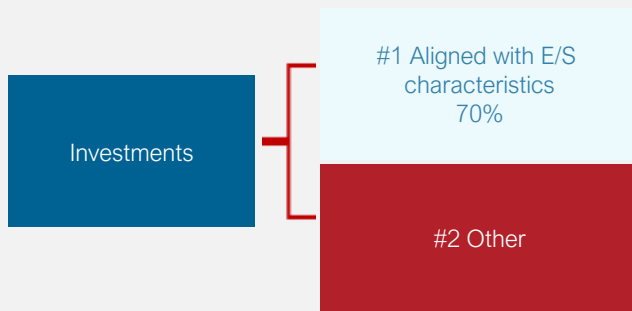 Investments
#1 Aligned with E/S
characteristics
70%
#2 Other